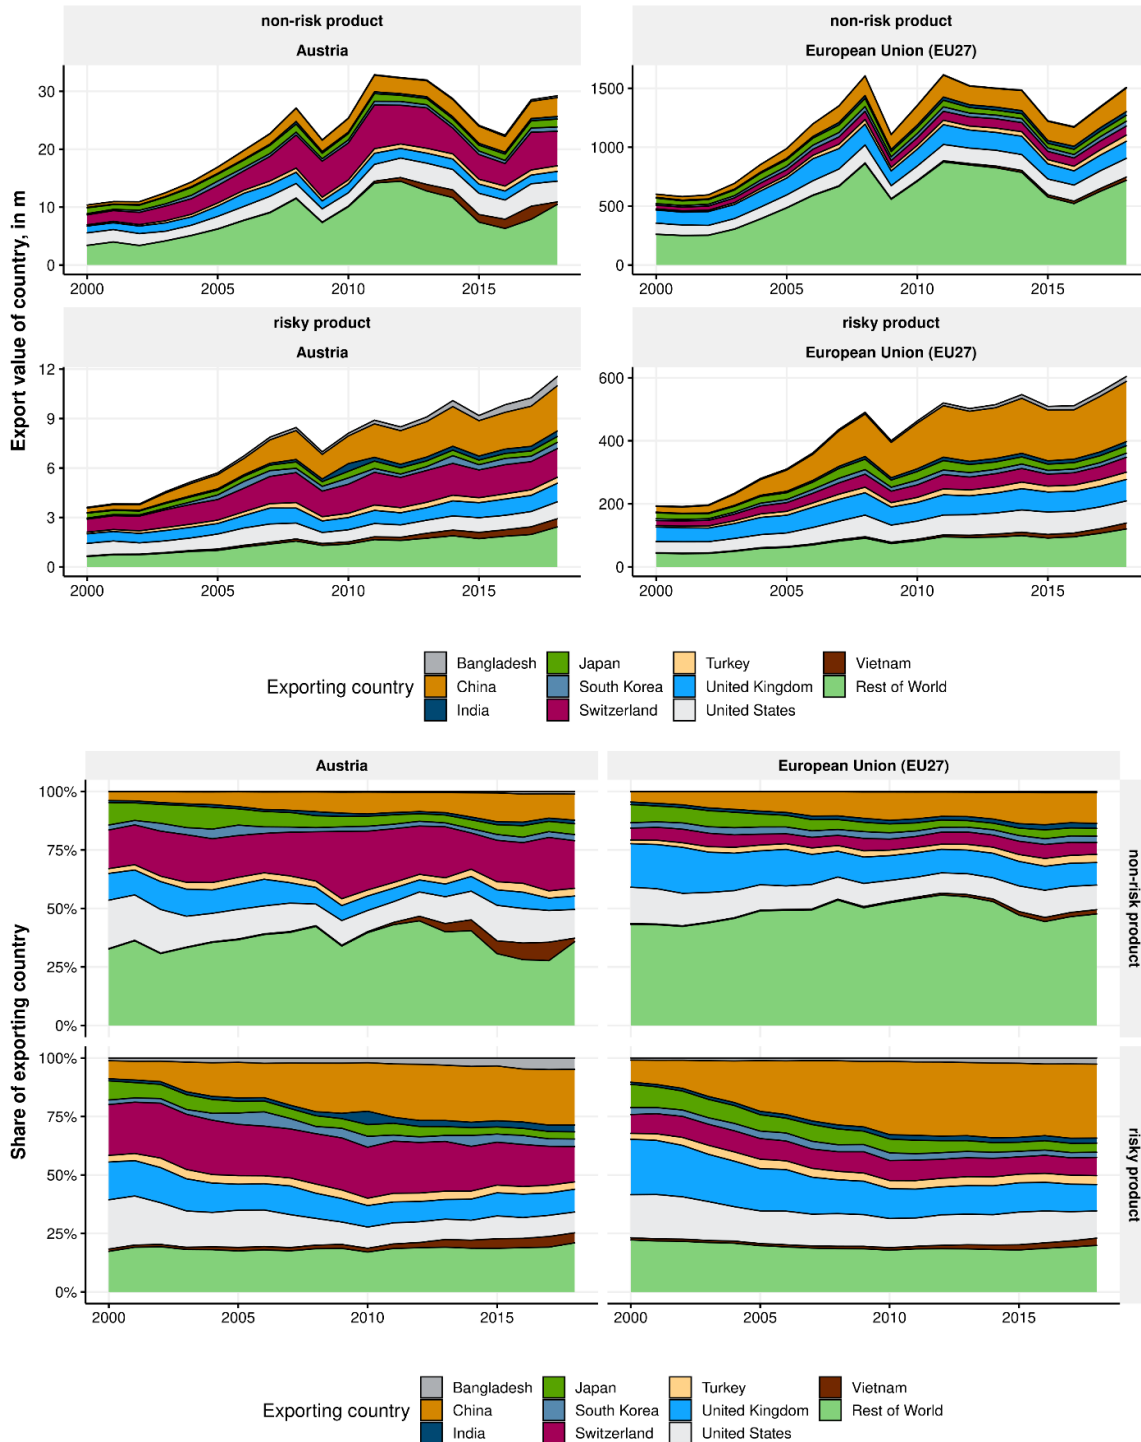 non-risk product
Austria
non-risk product
European Union (EU27)
Export value of country, in m
30
20
10
0
2000 2005 2010 2015
1500
1000
500
0
2000 2005 2010 2015
risky product
Austria
risky product
European Union (EU27)
12
9
6
3
0
2000 2005 2010 2015
600
400
200
0
2000 2005 2010 2015
Exporting country
Bangladesh Japan Turkey Vietnam
China South Korea United Kingdom Rest of World
India Switzerland United States
Austria European Union (EU27)
Share of exporting country
100%
75%
50%
25%
0%
non-risk product
100%
75%
50%
25%
0%
risky product
2000 2005 2010 2015 2000 2005 2010 2015
Exporting country
Bangladesh Japan Turkey Vietnam
China South Korea United Kingdom Rest of World
India Switzerland United States